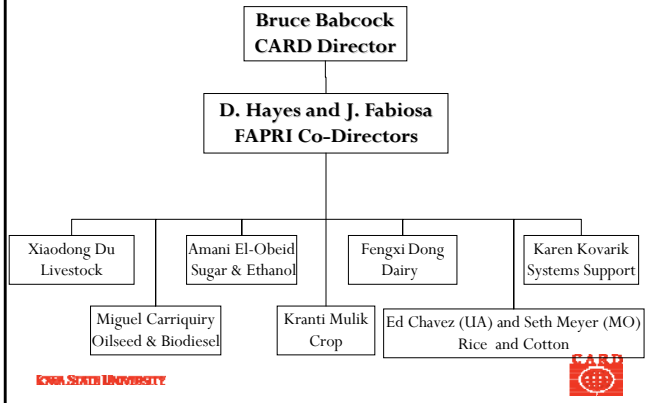 Bruce Babcock
CARD Director
D. Hayes and J. Fabiosa
FAPRI Co-Directors
Xiaodong Du
Livestock
Amani El-Obeid
Sugar & Ethanol
Fengxi Dong
Dairy
Karen Kovarik
Systems Support
Miguel Carriquiry
Oilseed & Biodiesel
Kranti Mulik
Crop
Ed Chavez (UA) and Seth Meyer (MO)
Rice and Cotton
IOWA STATE UNIVERSITY
CARD